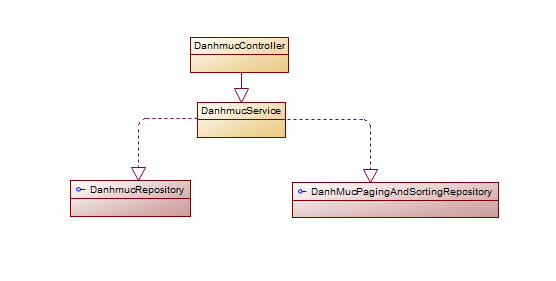 DanhmucController
DanhmucService
DanhmucRepository
DanhMucPagingAndSortingRepository